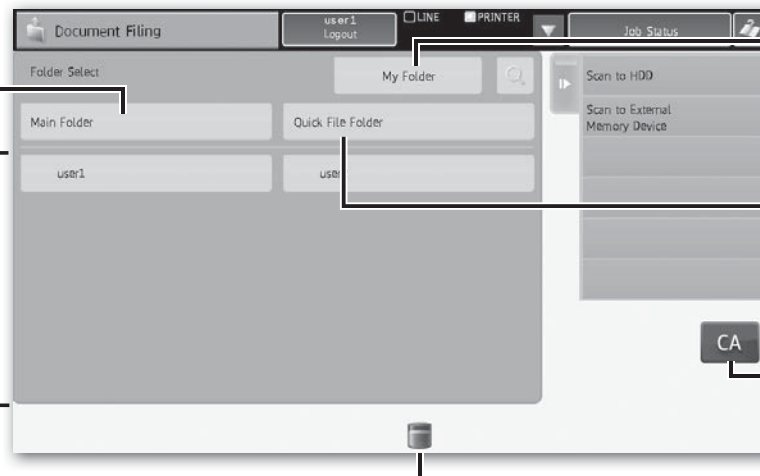 Document Filing
user1
Logout
LINE
PRINTER
Job Status
Folder Select
My Folder
Scan to HDD
Main Folder
Quick File Folder
Scan to External
Memory Device
user1
CA